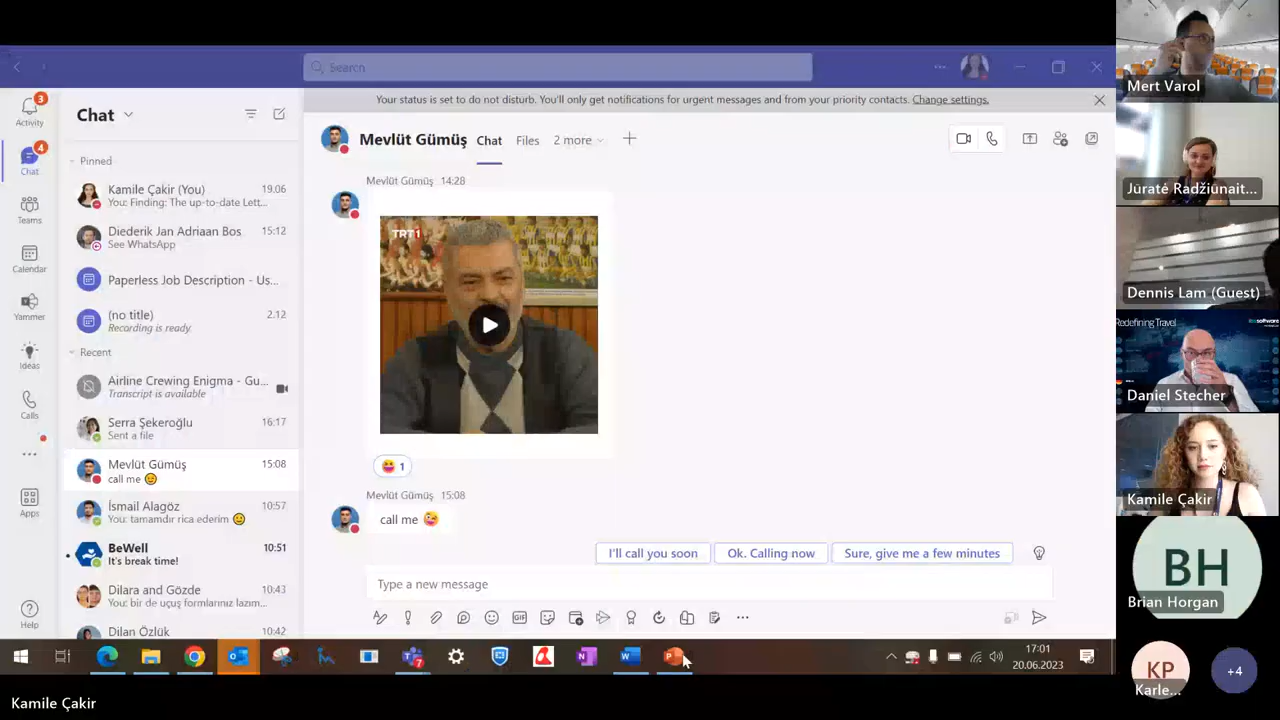 Search
Your status is set to do not disturb. You'll only get notifications for urgent messages and from your priority contacts. Change settings.
3
Activity
4
Chat
Teams
Calendar
Yammer
Ideas
Calls
Apps
Help
Chat
Pinned
Kamile Çakir (You) 19.06
You: Finding: The up-to-date Lett...
Diederik Jan Adriaan Bos 15:12
See WhatsApp
Paperless Job Description - Us...
(no title) 2.12
Recording is ready.
Recent
Airline Crewing Enigma - Gu...
Transcript is available
Serra Şekeroğlu 16:17
Sent a file
Mevlüt Gümüş 15:08
call me
İsmail Alagöz 10:57
You: tamamdır rica ederim
BeWell 10:51
It's break time!
Dilara and Gözde 10:43
You: bir de uçuş formlarınız lazım...
Dilan Özlük 10:42
Mevlüt Gümüş Chat Files 2 more
Mevlüt Gümüş 14:28
TRT1
1
Mevlüt Gümüş 15:08
call me
I'll call you soon
Ok. Calling now
Sure, give me a few minutes
Type a new message
GIF
7
17:01
20.06.2023
Mert Varol
Jūratė Radžiūnait...
Dennis Lam (Guest)
Redefining Travel
Daniel Stecher
Kamile Çakir
BH
Brian Horgan
KP
Karle...
+4
Kamile Çakir